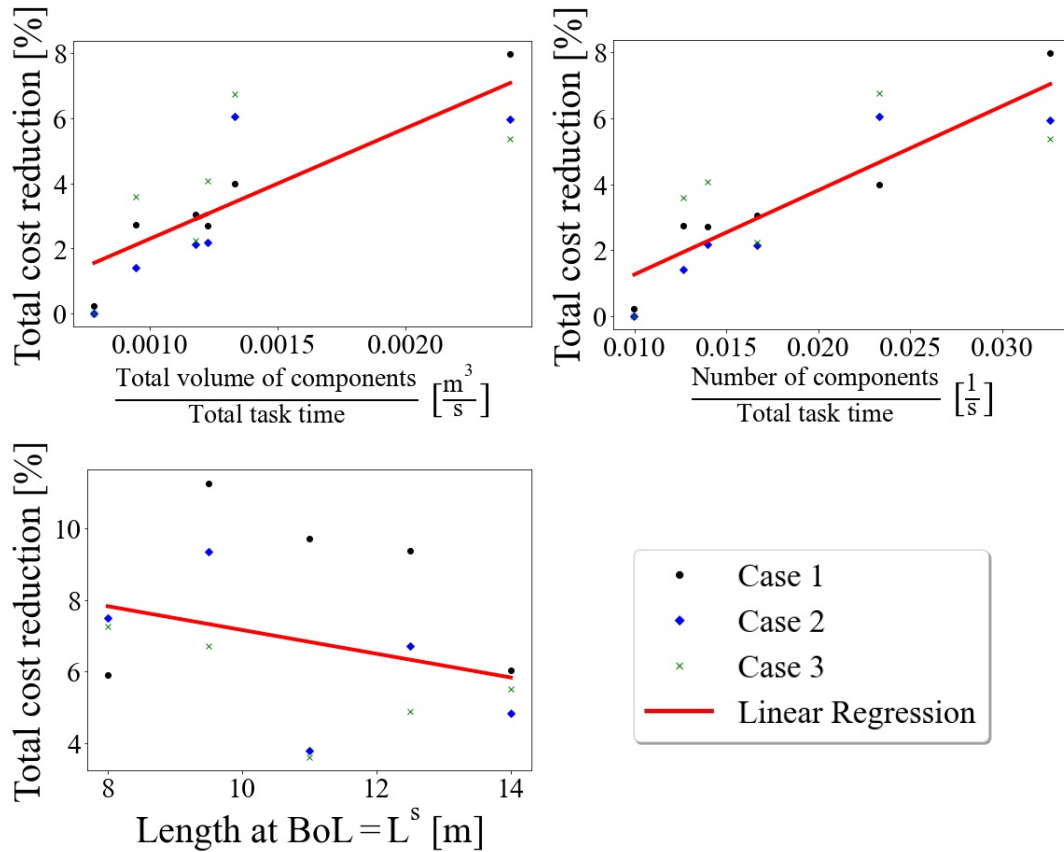 Total cost reduction [%]
8
6
4
2
0
0.0010 0.0015 0.0020
Total volume of components
Total task time
[m³/s]
Total cost reduction [%]
8
6
4
2
0
0.010 0.015 0.020 0.025 0.030
Number of components
Total task time
[1/s]
Total cost reduction [%]
10
8
6
4
8 10 12 14
Length at BoL = Lˢ [m]
Case 1
Case 2
Case 3
Linear Regression